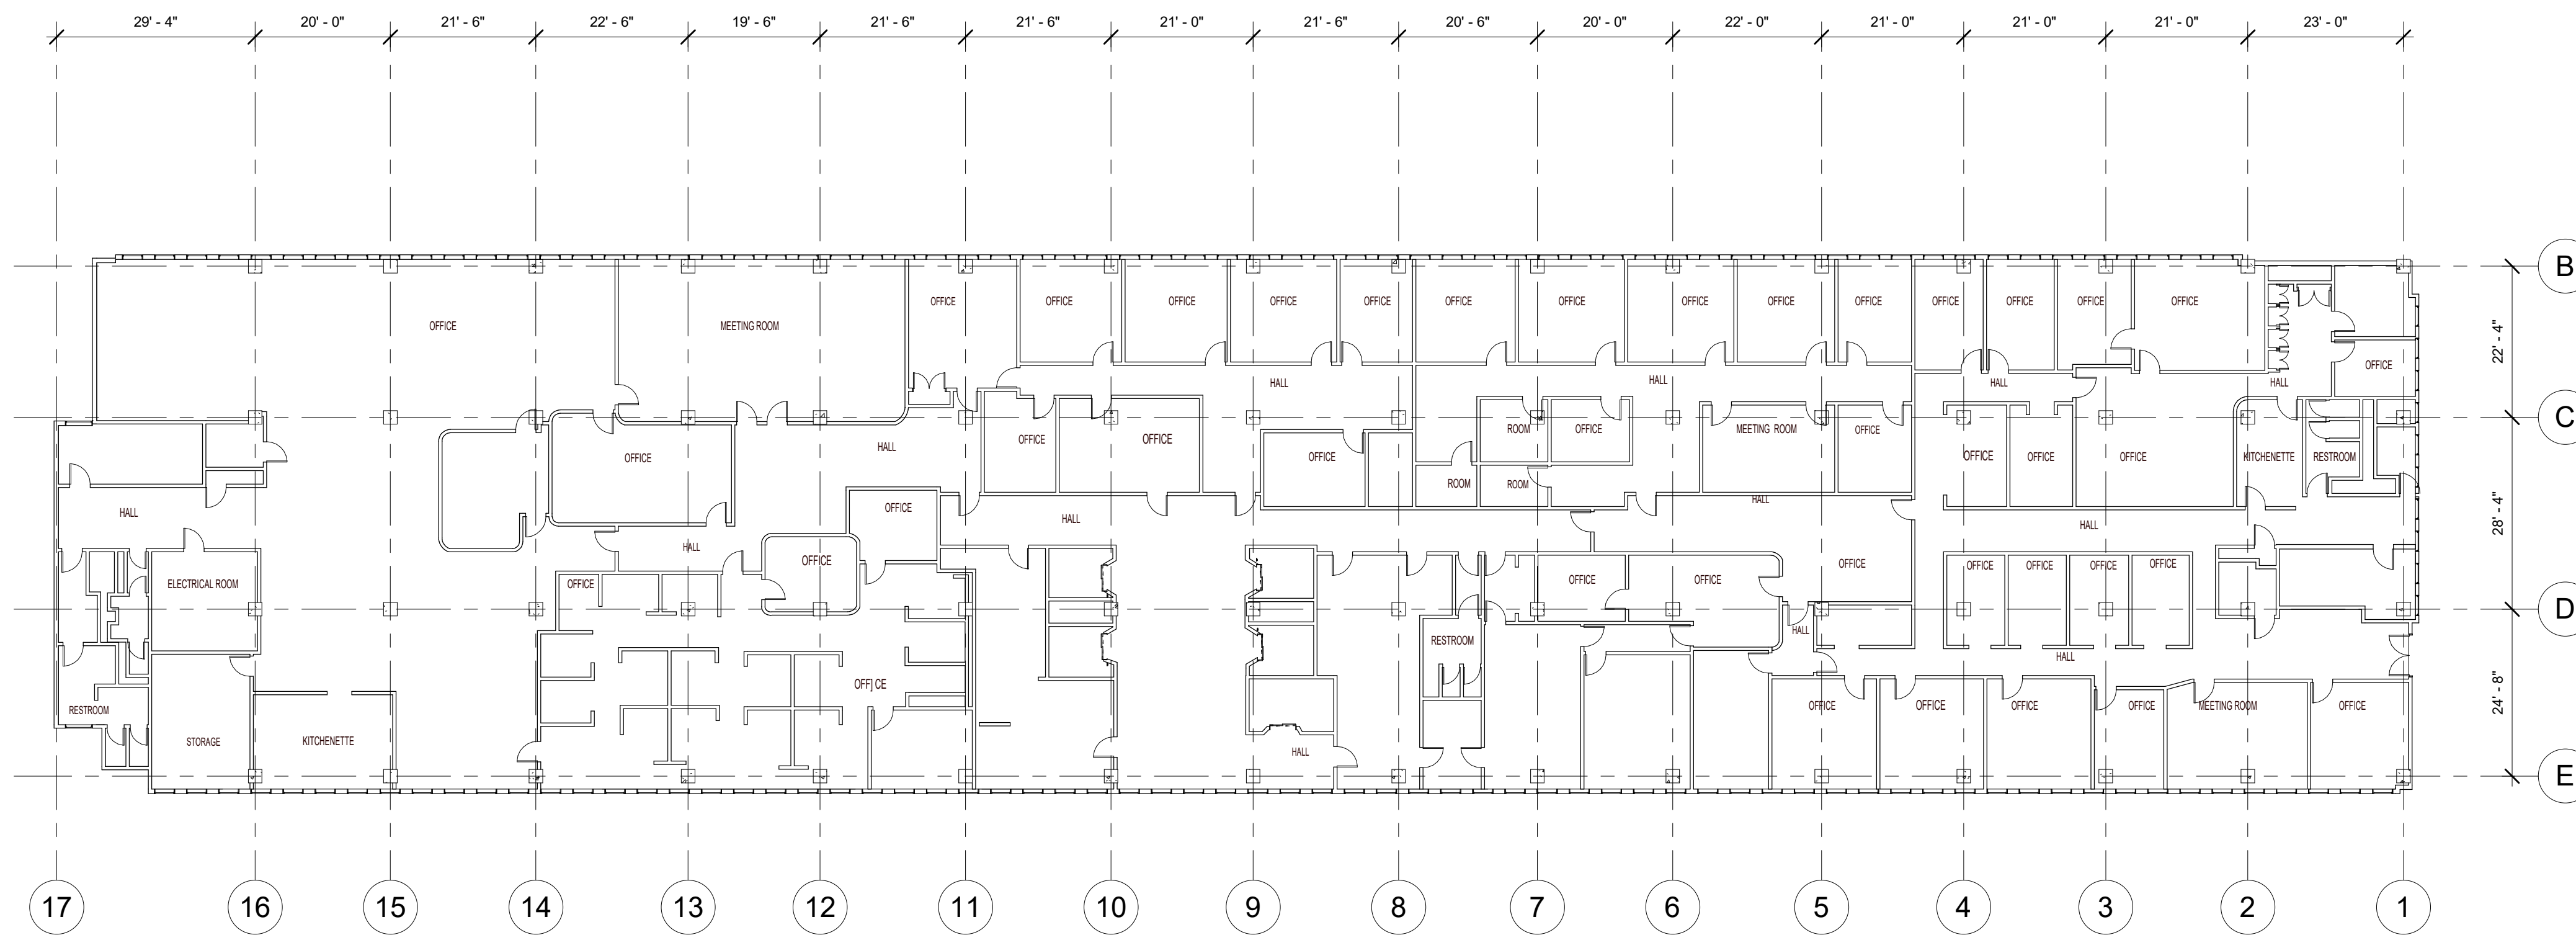 29' - 4" 20' - 0" 21' - 6" 22' - 6" 19' - 6" 21' - 6" 21' - 6" 21' - 0" 21' - 6" 20' - 6" 20' - 0" 22' - 0" 21' - 0" 21' - 0" 21' - 0" 23' - 0"
B
OFFICE OFFICE OFFICE OFFICE OFFICE OFFICE OFFICE OFFICE OFFICE OFFICE OFFICE OFFICE OFFICE OFFICE
OFFICE MEETING ROOM
22' - 4"
OFFICE
HALL HALL HALL HALL
C
ROOM OFFICE MEETING ROOM OFFICE
OFFICE OFFICE HALL
OFFICE OFFICE OFFICE OFFICE OFFICE KITCHENETTE RESTROOM
OFFICE
ROOM ROOM
HALL
28' - 4"
OFFICE
HALL HALL HALL
HALL
OFFICE OFFICE OFFICE OFFICE OFFICE OFFICE
ELECTRICAL ROOM OFFICE OFFICE OFFICE
D
RESTROOM HALL
HALL
24' - 8"
OFF] CE
RESTROOM OFFICE OFFICE OFFICE OFFICE MEETING ROOM OFFICE
STORAGE KITCHENETTE
HALL
E
17 16 15 14 13 12 11 10 9 8 7 6 5 4 3 2 1